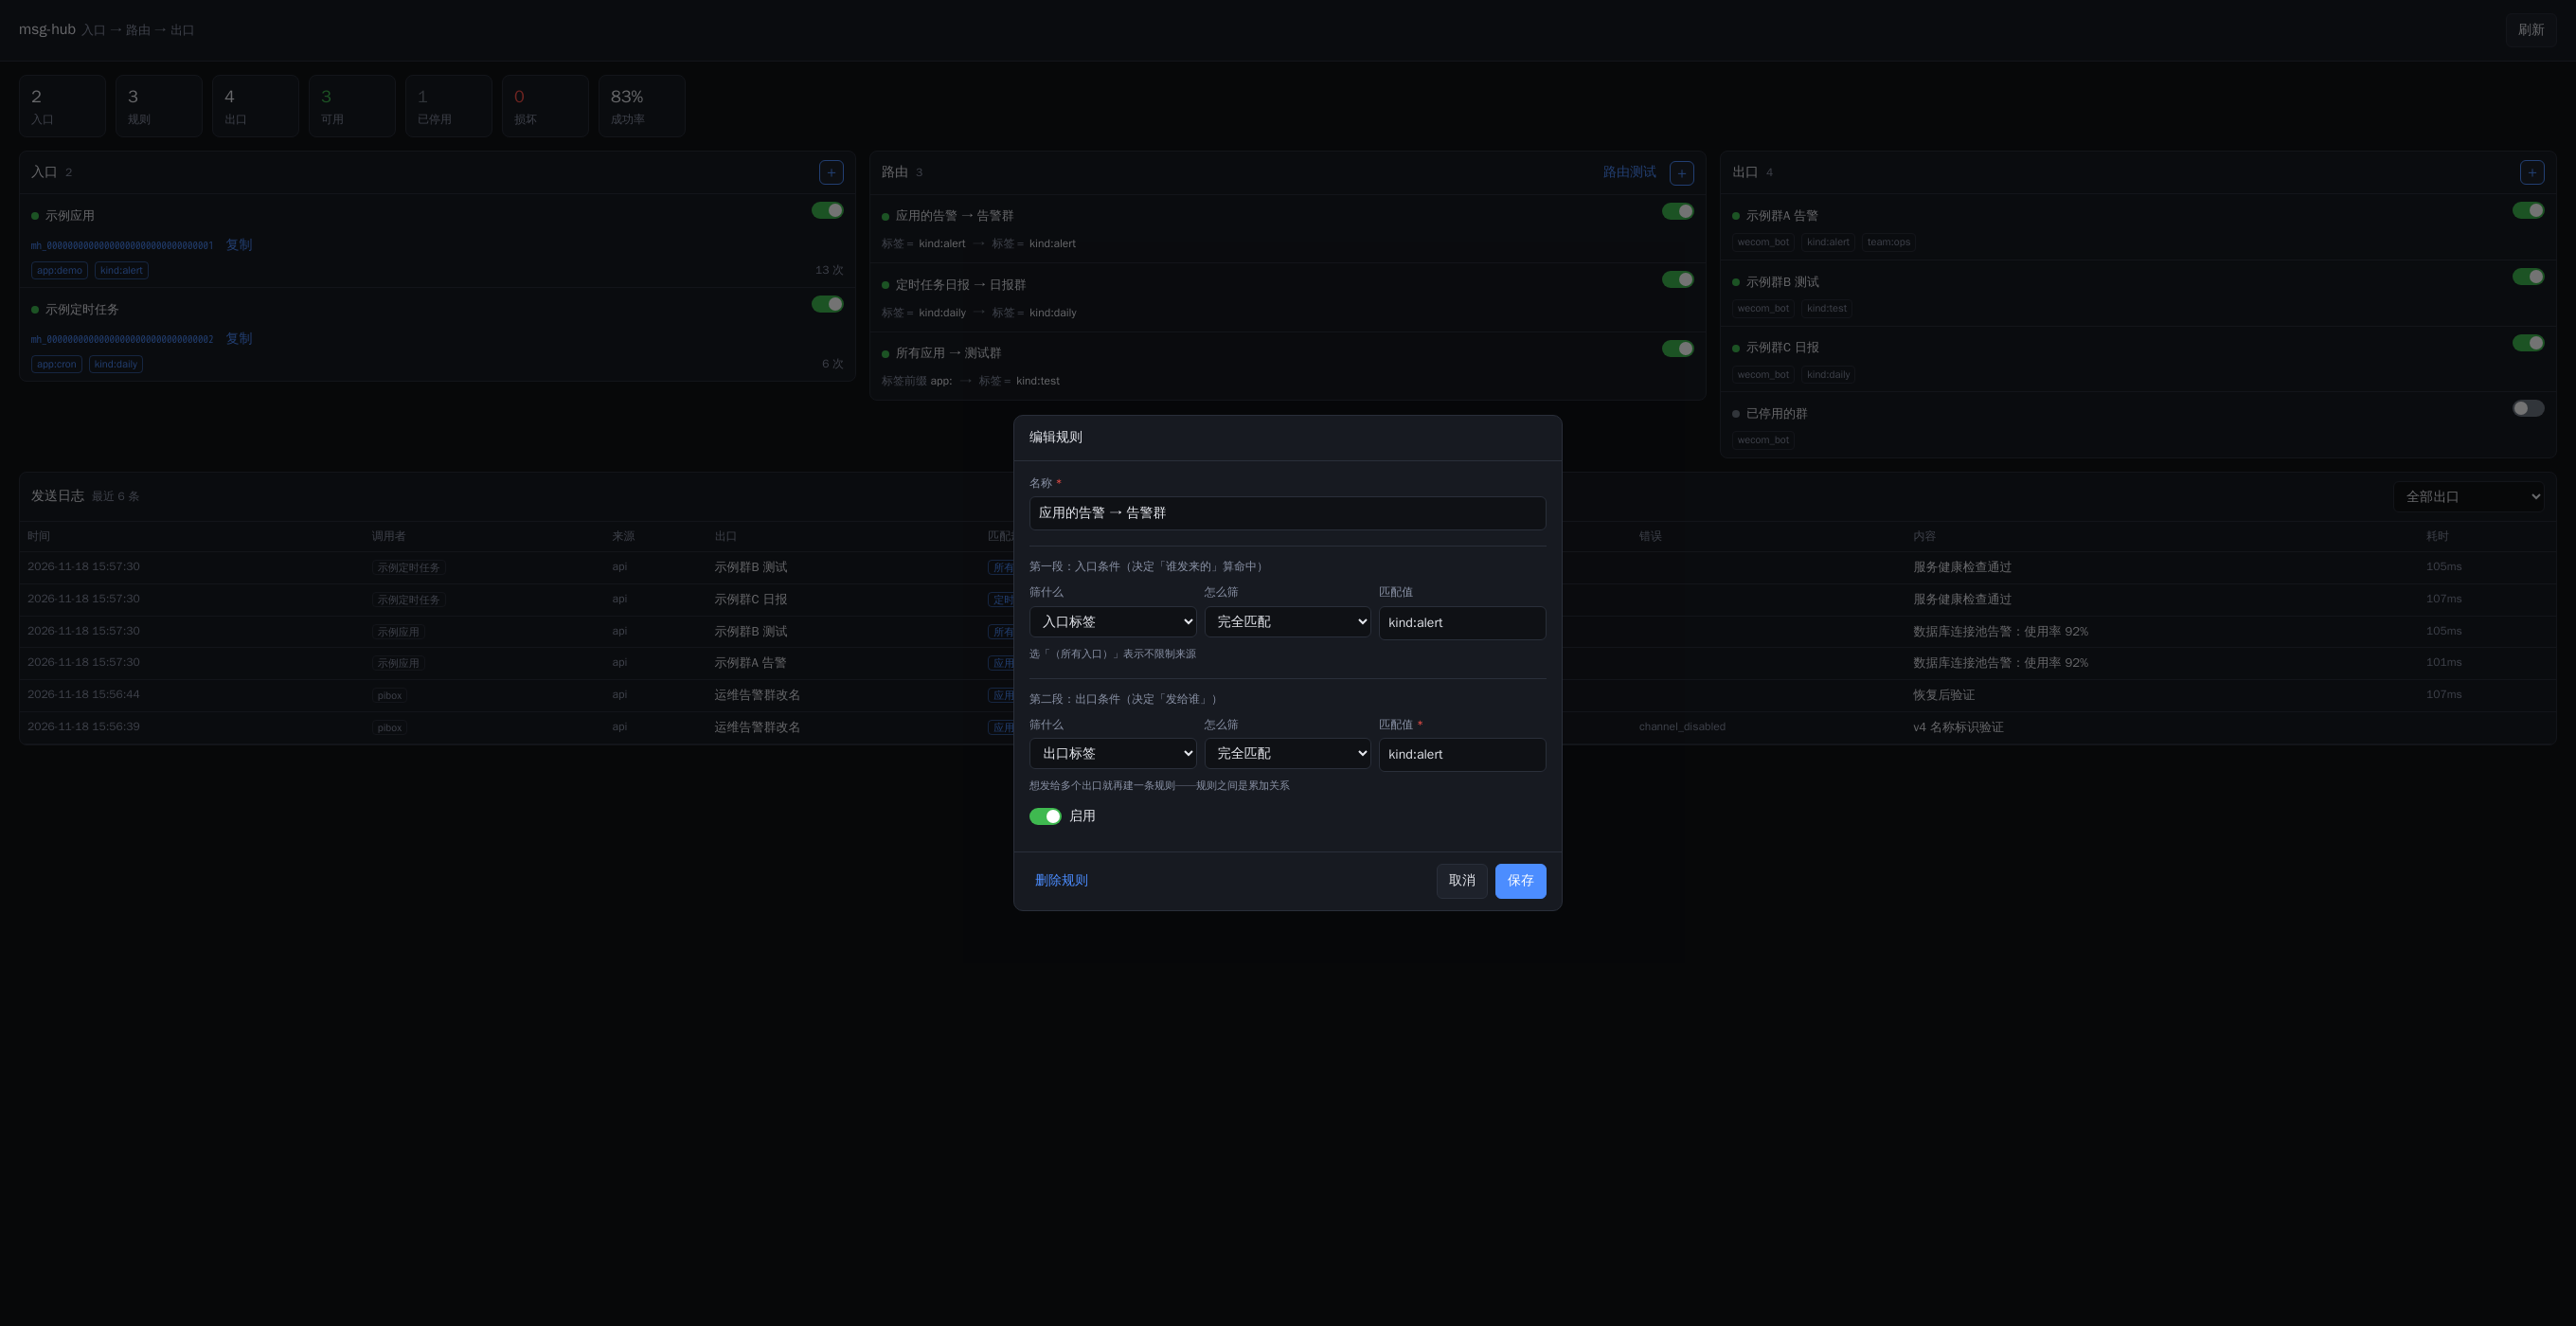 msg-hub 入口 → 路由 → 出口
刷新
2
入口
3
规则
4
出口
3
可用
1
已停用
0
损坏
83%
成功率
入口 2
+
示例应用
复制
app:demo kind:alert
13 次
示例定时任务
复制
app:cron kind:daily
6 次
路由 3
路由测试 +
应用的告警 → 告警群
标签 = kind:alert → 标签 = kind:alert
定时任务日报 → 日报群
标签 = kind:daily → 标签 = kind:daily
所有应用 → 测试群
标签前缀 app: → 标签 = kind:test
出口 4
+
示例群A 告警
wecom_bot kind:alert team:ops
示例群B 测试
wecom_bot kind:test
示例群C 日报
wecom_bot kind:daily
已停用的群
wecom_bot
发送日志 最近 6 条
全部出口
时间 调用者 来源 出口 错误 内容 耗时
2026-11-18 15:57:30 示例定时任务 api 示例群B 测试 所有 服务健康检查通过 105ms
2026-11-18 15:57:30 示例定时任务 api 示例群C 日报 定时 服务健康检查通过 107ms
2026-11-18 15:57:30 示例应用 api 示例群B 测试 所有 数据库连接池告警：使用率 92% 105ms
2026-11-18 15:57:30 示例应用 api 示例群A 告警 应用 数据库连接池告警：使用率 92% 101ms
2026-11-18 15:56:44 pibox api 运维告警群改名 应用 恢复后验证 107ms
2026-11-18 15:56:39 pibox api 运维告警群改名 应用 channel_disabled v4 名称标识验证
编辑规则
名称 *
应用的告警 → 告警群
第一段：入口条件（决定「谁发来的」算命中）
筛什么 怎么筛 匹配值
入口标签 完全匹配 kind:alert
选「（所有入口）」表示不限制来源
第二段：出口条件（决定「发给谁」）
筛什么 怎么筛 匹配值 *
出口标签 完全匹配 kind:alert
想发给多个出口就再建一条规则——规则之间是累加关系
启用
删除规则
取消 保存